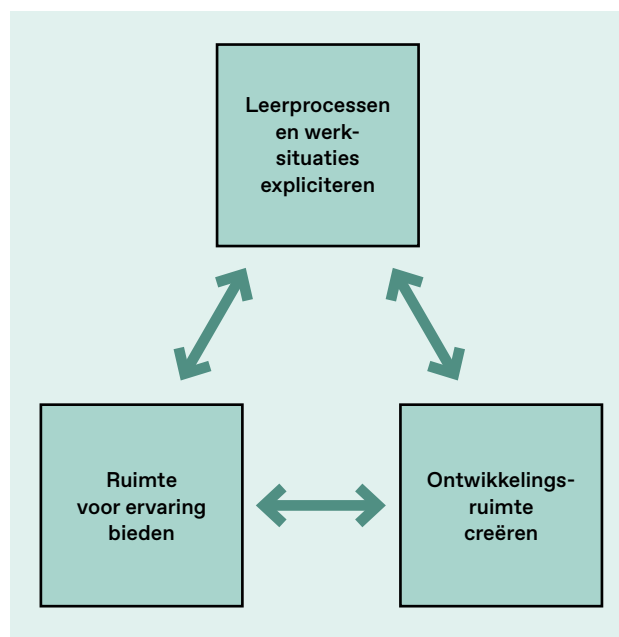 Leerprocessen
en werk-
situaties
expliciteren
Ruimte
voor ervaring
bieden
Ontwikkelings-
ruimte
creëren